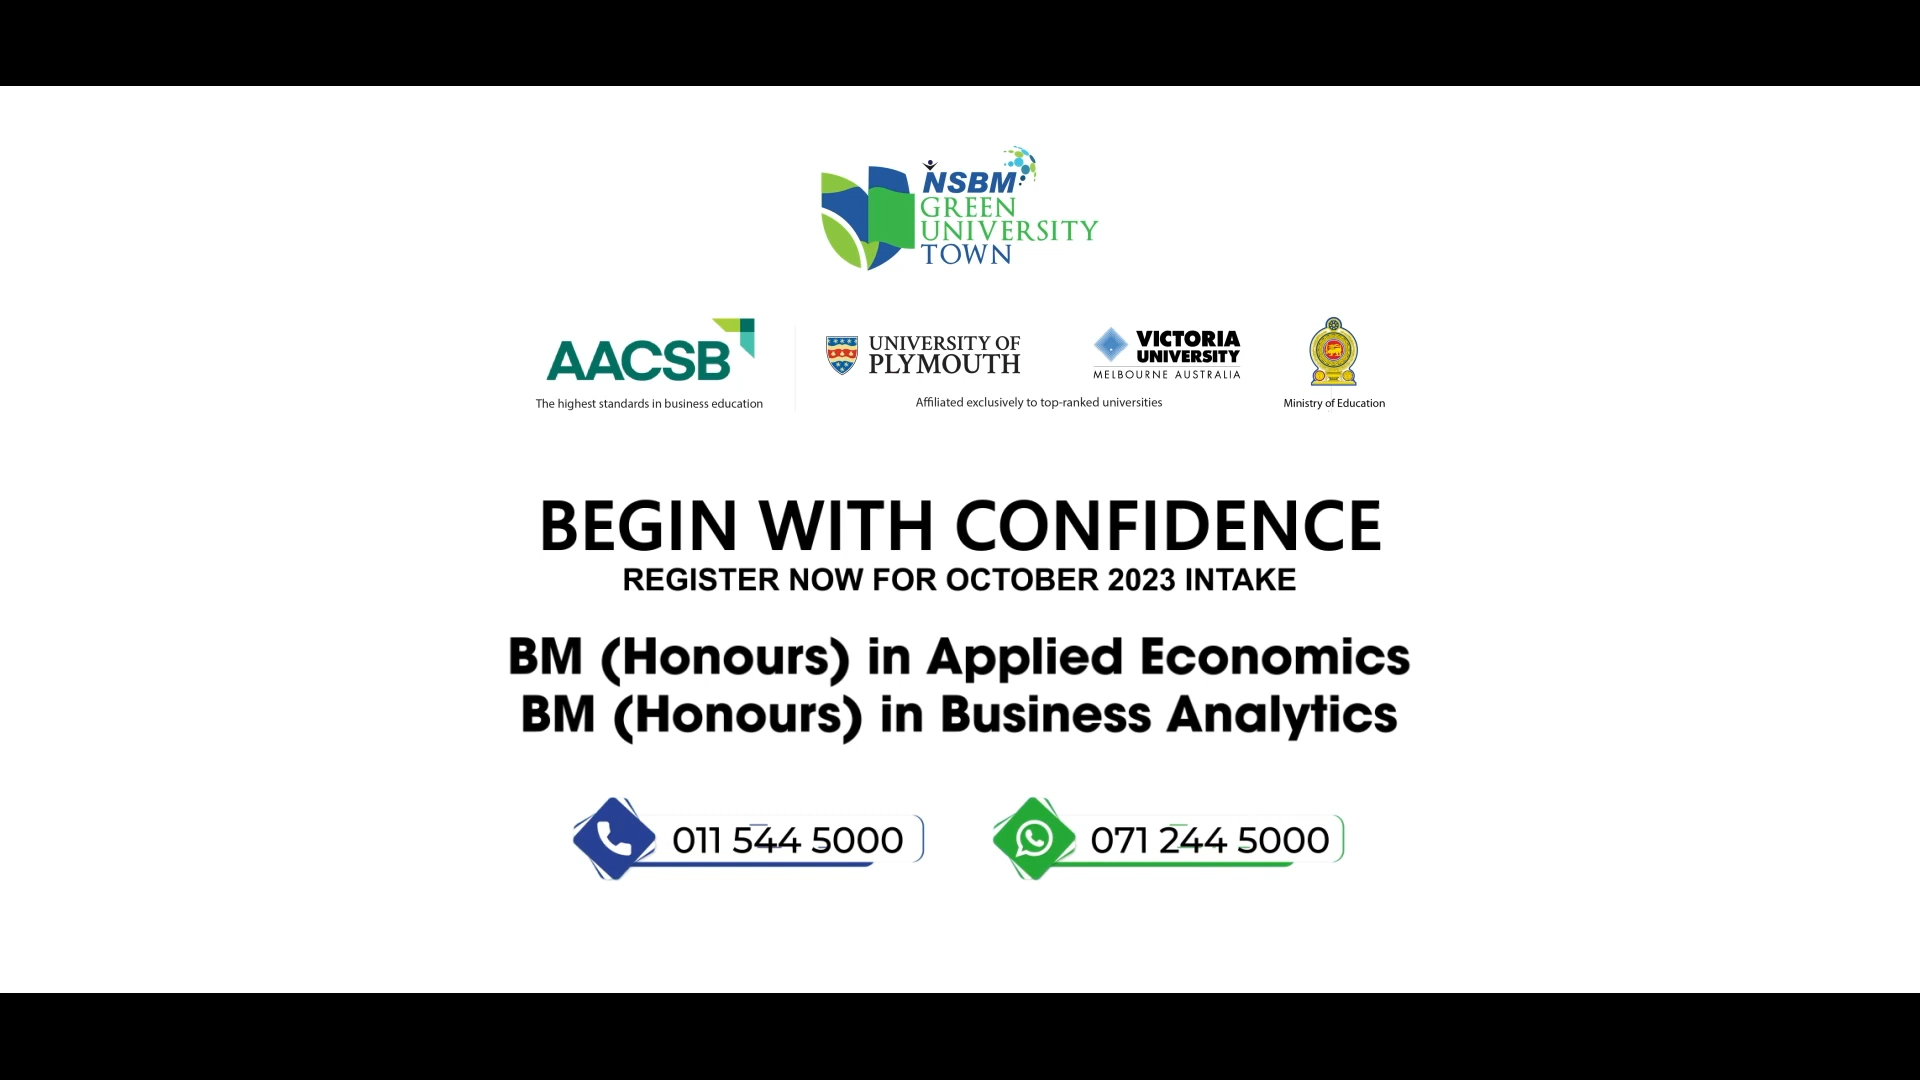 NSBM
GREEN
UNIVERSITY
TOWN
AACSB
The highest standards in business education
UNIVERSITY OF
PLYMOUTH
VICTORIA
UNIVERSITY
MELBOURNE AUSTRALIA
Affiliated exclusively to top-ranked universities
Ministry of Education
BEGIN WITH CONFIDENCE
REGISTER NOW FOR OCTOBER 2023 INTAKE
BM (Honours) in Applied Economics
BM (Honours) in Business Analytics
011 544 5000
071 244 5000